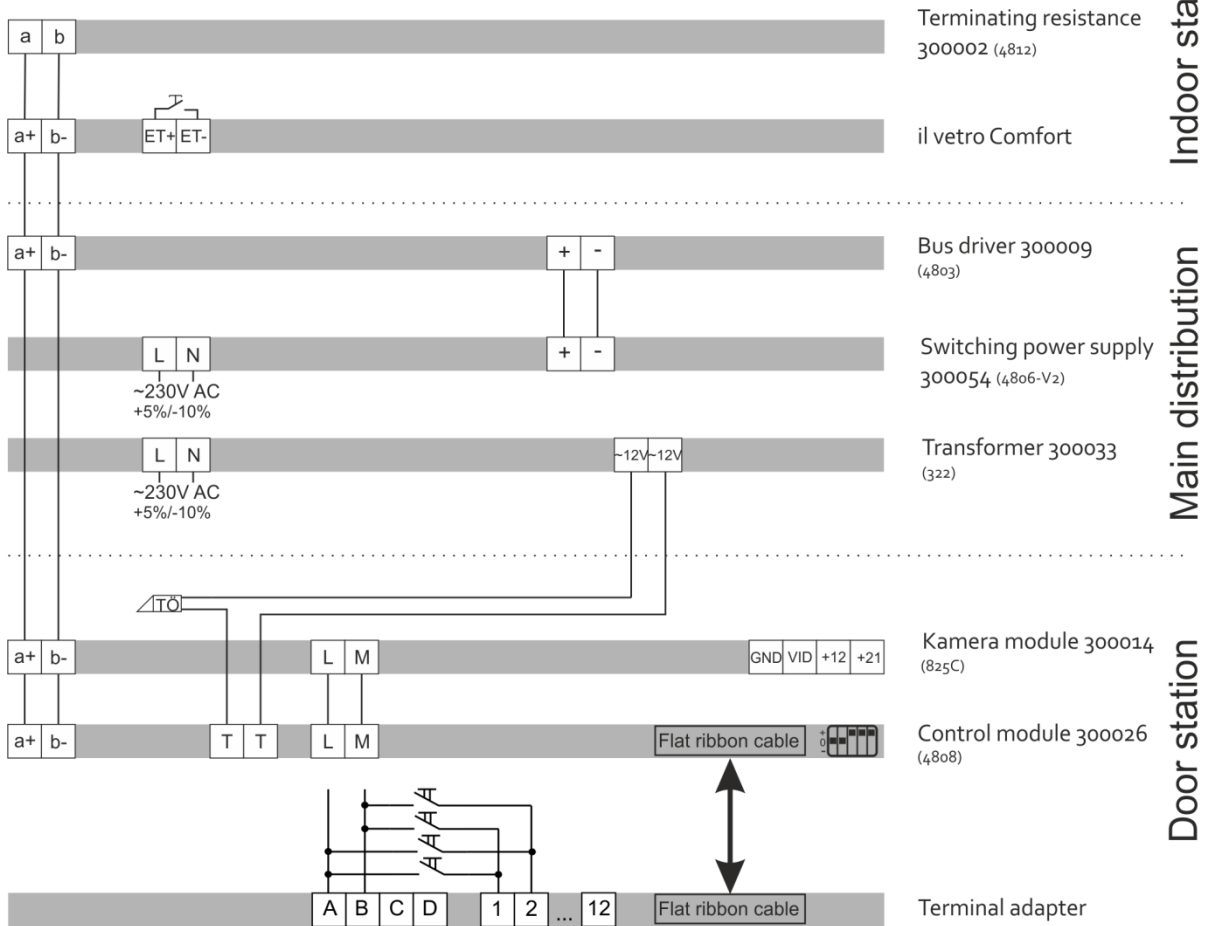 a b
Terminating resistance
300002 (4812)
a+ b- ET+ ET-
il vetro Comfort
Indoor sta
a+ b- + -
Bus driver 300009
(4803)
L N + -
~230V AC
+5%/-10%
Switching power supply
300054 (4806-V2)
L N ~12V ~12V
~230V AC
+5%/-10%
Transformer 300033
(322)
Main distribution
TÖ
a+ b- L M GND VID +12 +21
Kamera module 300014
(825C)
a+ b- T T L M Flat ribbon cable + 0 -
Control module 300026
(4808)
Door station
A B C D 1 2 ... 12 Flat ribbon cable
Terminal adapter